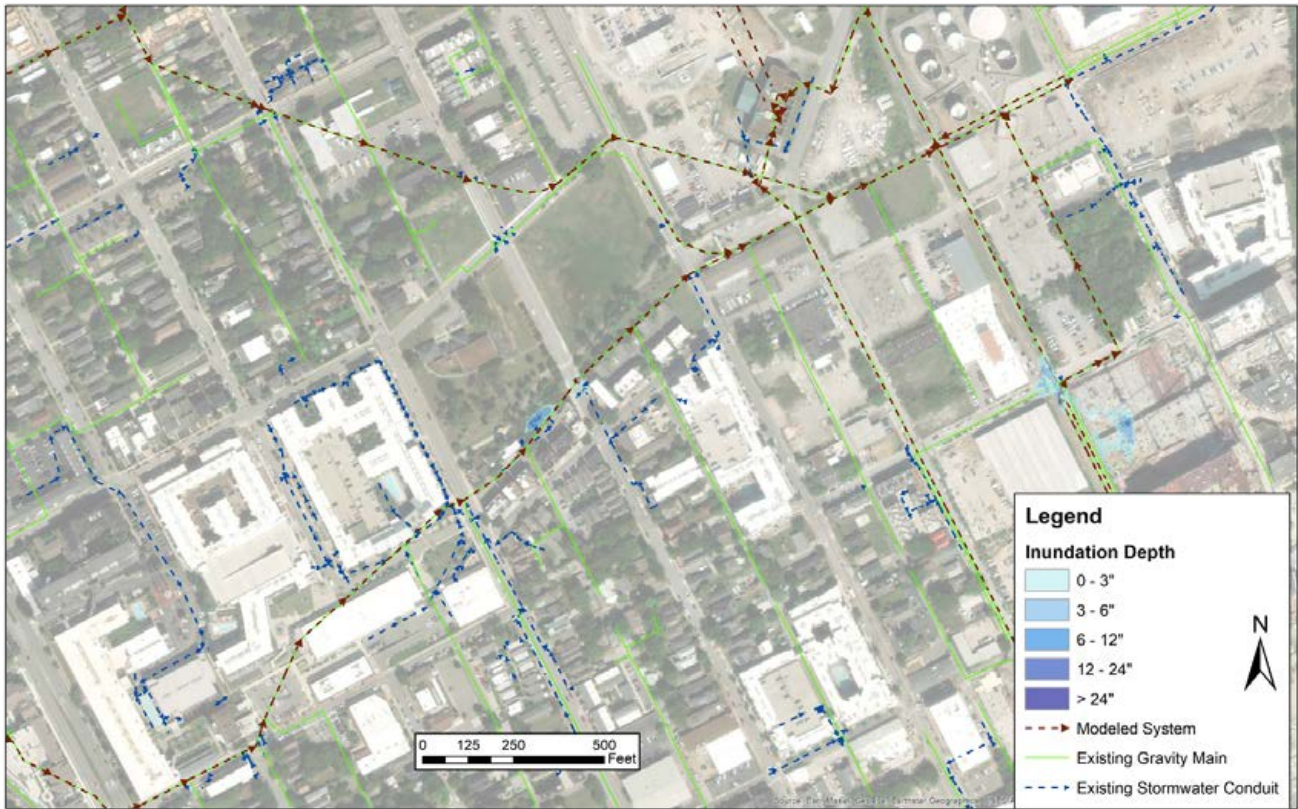 Legend
Inundation Depth
0 - 3"
3 - 6"
6 - 12"
12 - 24"
> 24"
Modeled System
Existing Gravity Main
Existing Stormwater Conduit
N
0 125 250 500
Feet